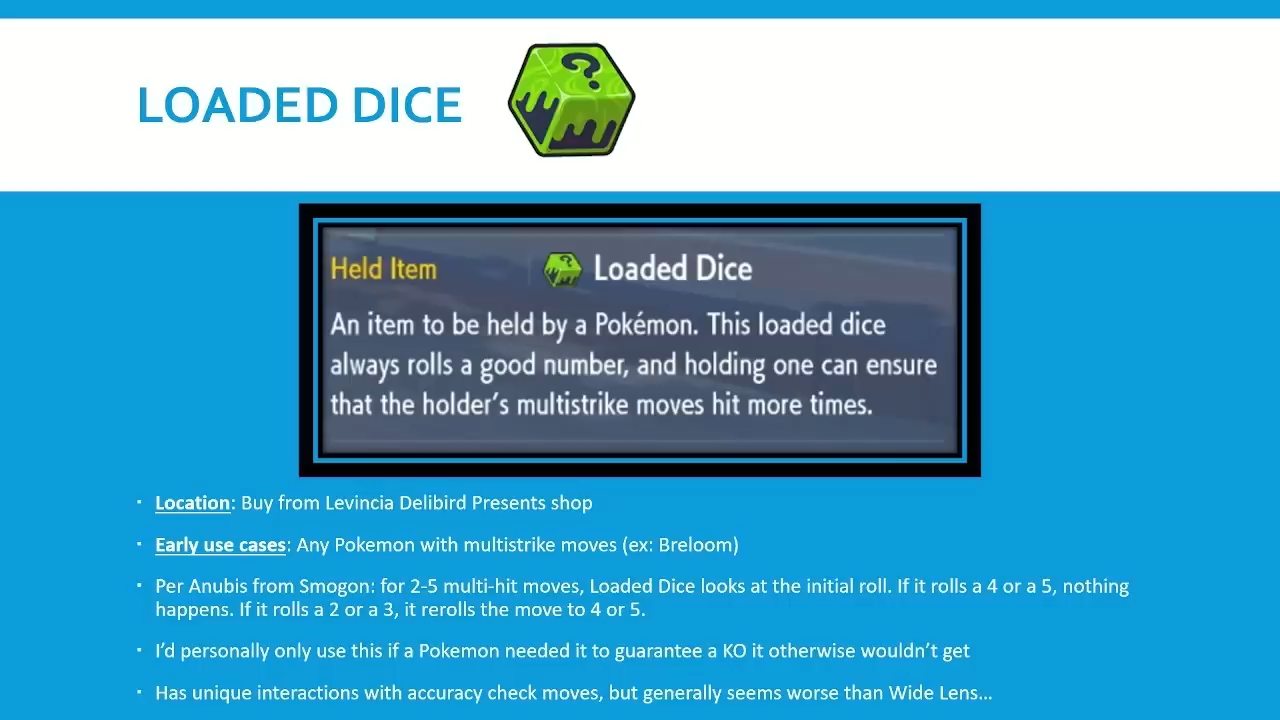 LOADED DICE
?
Held Item Loaded Dice
An item to be held by a Pokémon. This loaded dice
always rolls a good number, and holding one can ensure
that the holder's multistrike moves hit more times.
· Location: Buy from Levincia Delibird Presents shop
· Early use cases: Any Pokemon with multistrike moves (ex: Breloom)
· Per Anubis from Smogon: for 2-5 multi-hit moves, Loaded Dice looks at the initial roll. If it rolls a 4 or a 5, nothing
happens. If it rolls a 2 or a 3, it rerolls the move to 4 or 5.
· I'd personally only use this if a Pokemon needed it to guarantee a KO it otherwise wouldn't get
· Has unique interactions with accuracy check moves, but generally seems worse than Wide Lens…